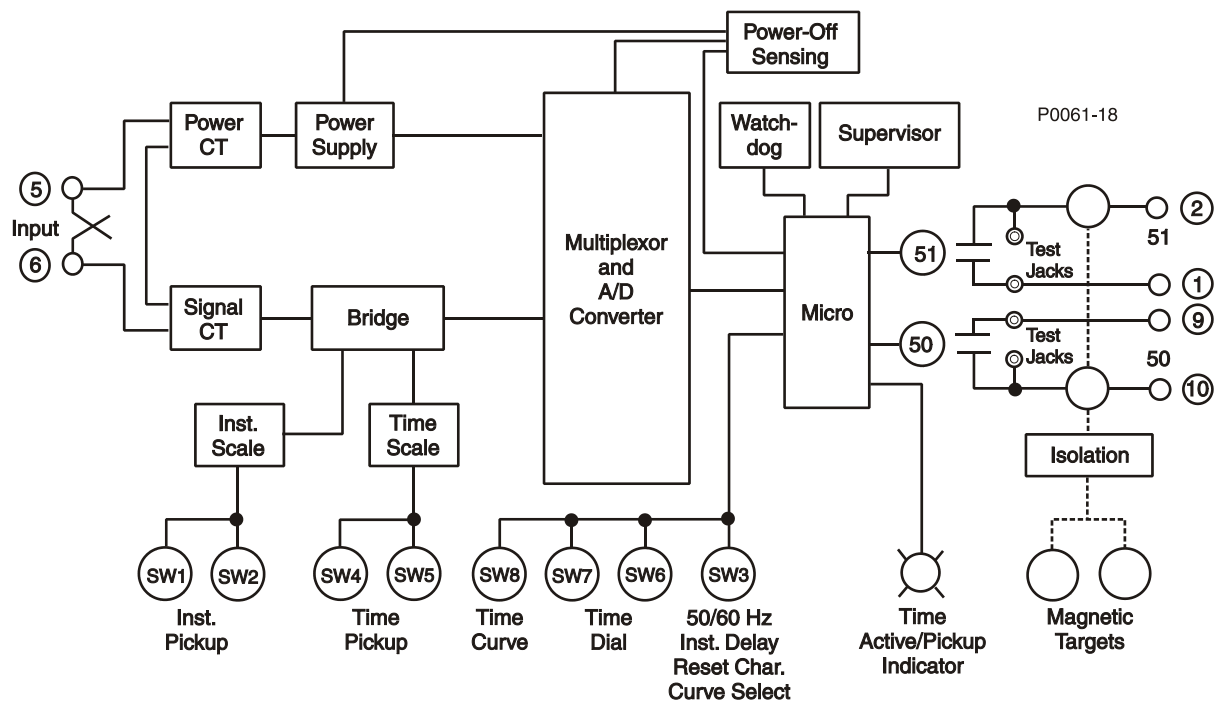 Power-Off
Sensing
Power
CT
Power
Supply
Watch-
dog
Supervisor
P0061-18
5
Input
6
Multiplexor
and
A/D
Converter
Signal
CT
Bridge
Micro
51
50
Test
Jacks
2
51
1
9
Test
Jacks
50
10
Inst.
Scale
Time
Scale
Isolation
SW1
SW2
SW4
SW5
SW8
SW7
SW6
SW3
Inst.
Pickup
Time
Pickup
Time
Curve
Time
Dial
50/60 Hz
Inst. Delay
Reset Char.
Curve Select
Time
Active/Pickup
Indicator
Magnetic
Targets